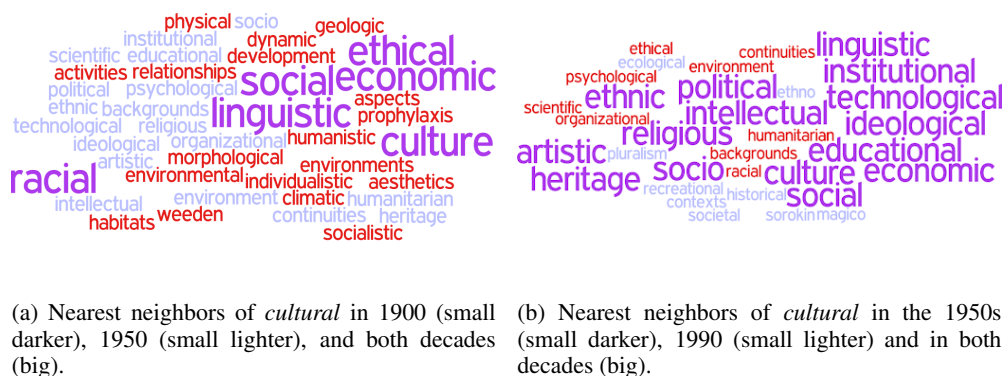 physical socio
institutional dynamic geologic
scientific educational development ethical
activities relationships social economic
political psychological
ethnic backgrounds linguistic aspects
technological religious prophylaxis
ideological organizational humanistic culture
artistic morphological environments
racial environmental individualistic aesthetics
intellectual environment climatic humanitarian
habitats weeden continuities heritage
socialistic
ethical continuities linguistic
ecological environment institutional
psychological political ethno technological
scientific ethnic intellectual ideological
organizational religious humanitarian
artistic pluralism backgrounds educational
heritage socio racial culture economic
recreational historical social
contexts
societal sorokin magico
(a) Nearest neighbors of cultural in 1900 (small
darker), 1950 (small lighter), and both decades
(big).
(b) Nearest neighbors of cultural in the 1950s
(small darker), 1990 (small lighter) and in both
decades (big).